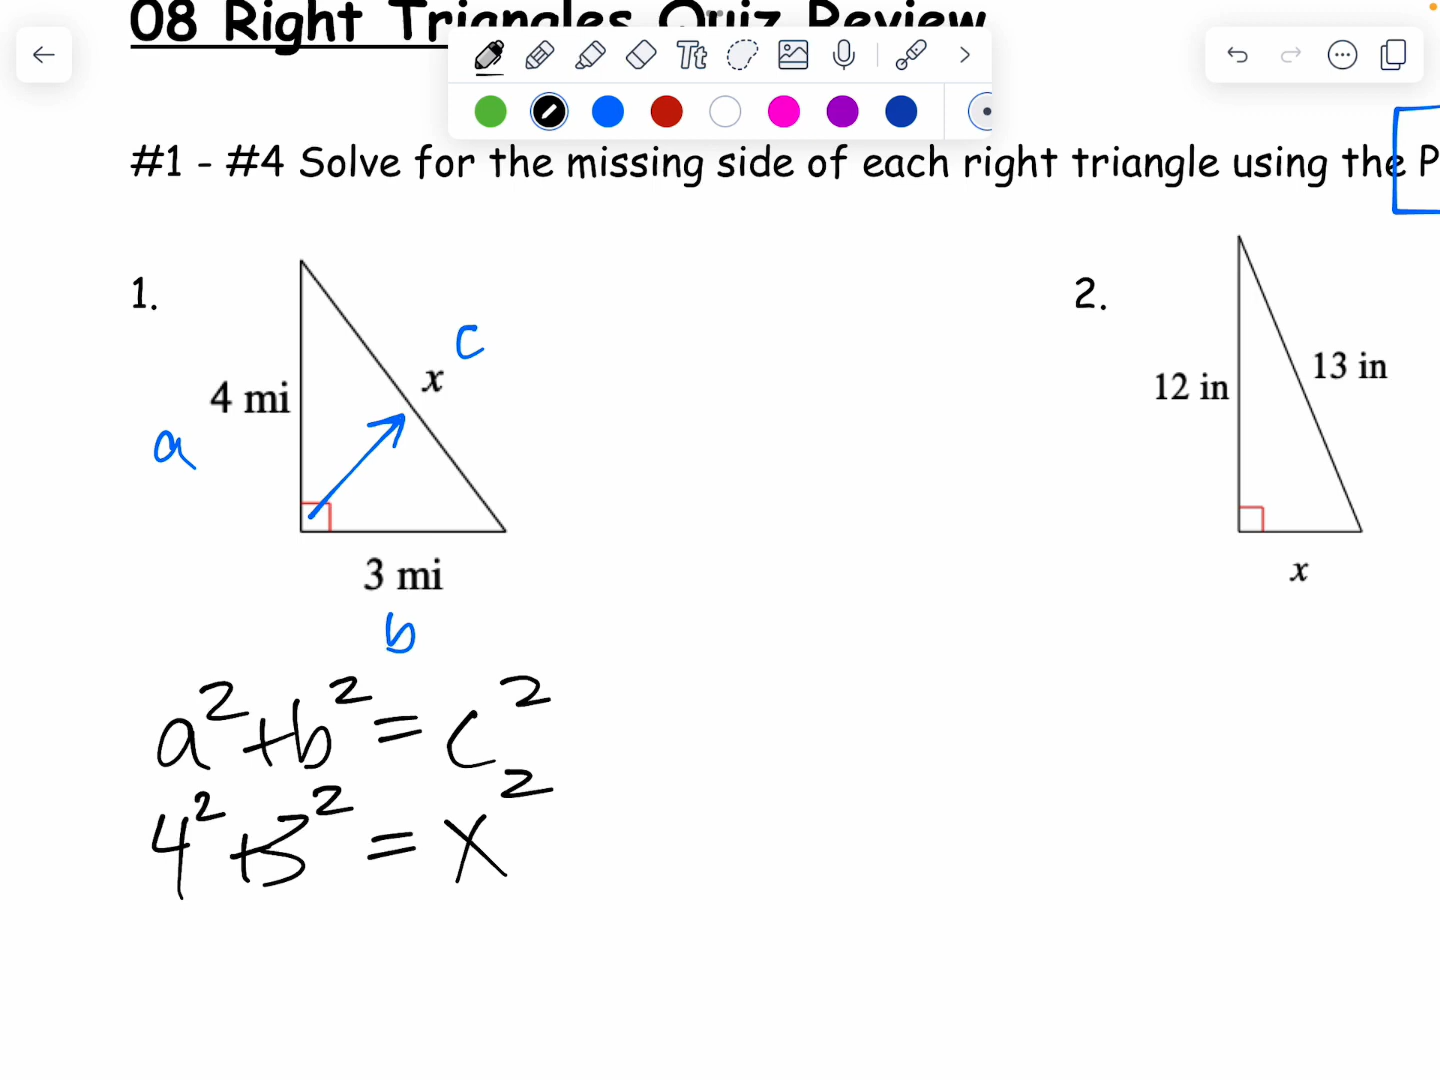 08 Right Triangles Quiz Review
Tt
#1 - #4 Solve for the missing side of each right triangle using the P
1.
4 mi
x
c
a
3 mi
b
a²+b²=c²
4²+3²=x²
2.
12 in
13 in
x